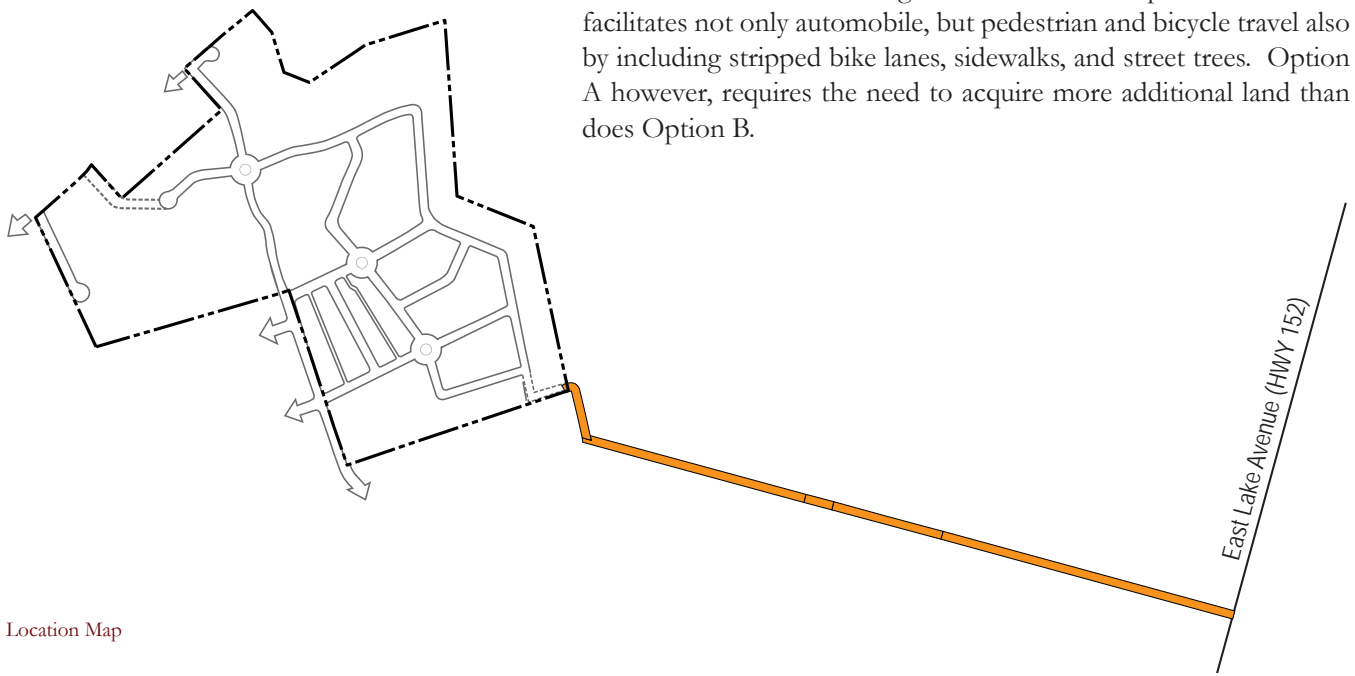 facilitates not only automobile, but pedestrian and bicycle travel also
by including stripped bike lanes, sidewalks, and street trees. Option
A however, requires the need to acquire more additional land than
does Option B.
East Lake Avenue (HWY 152)
Location Map